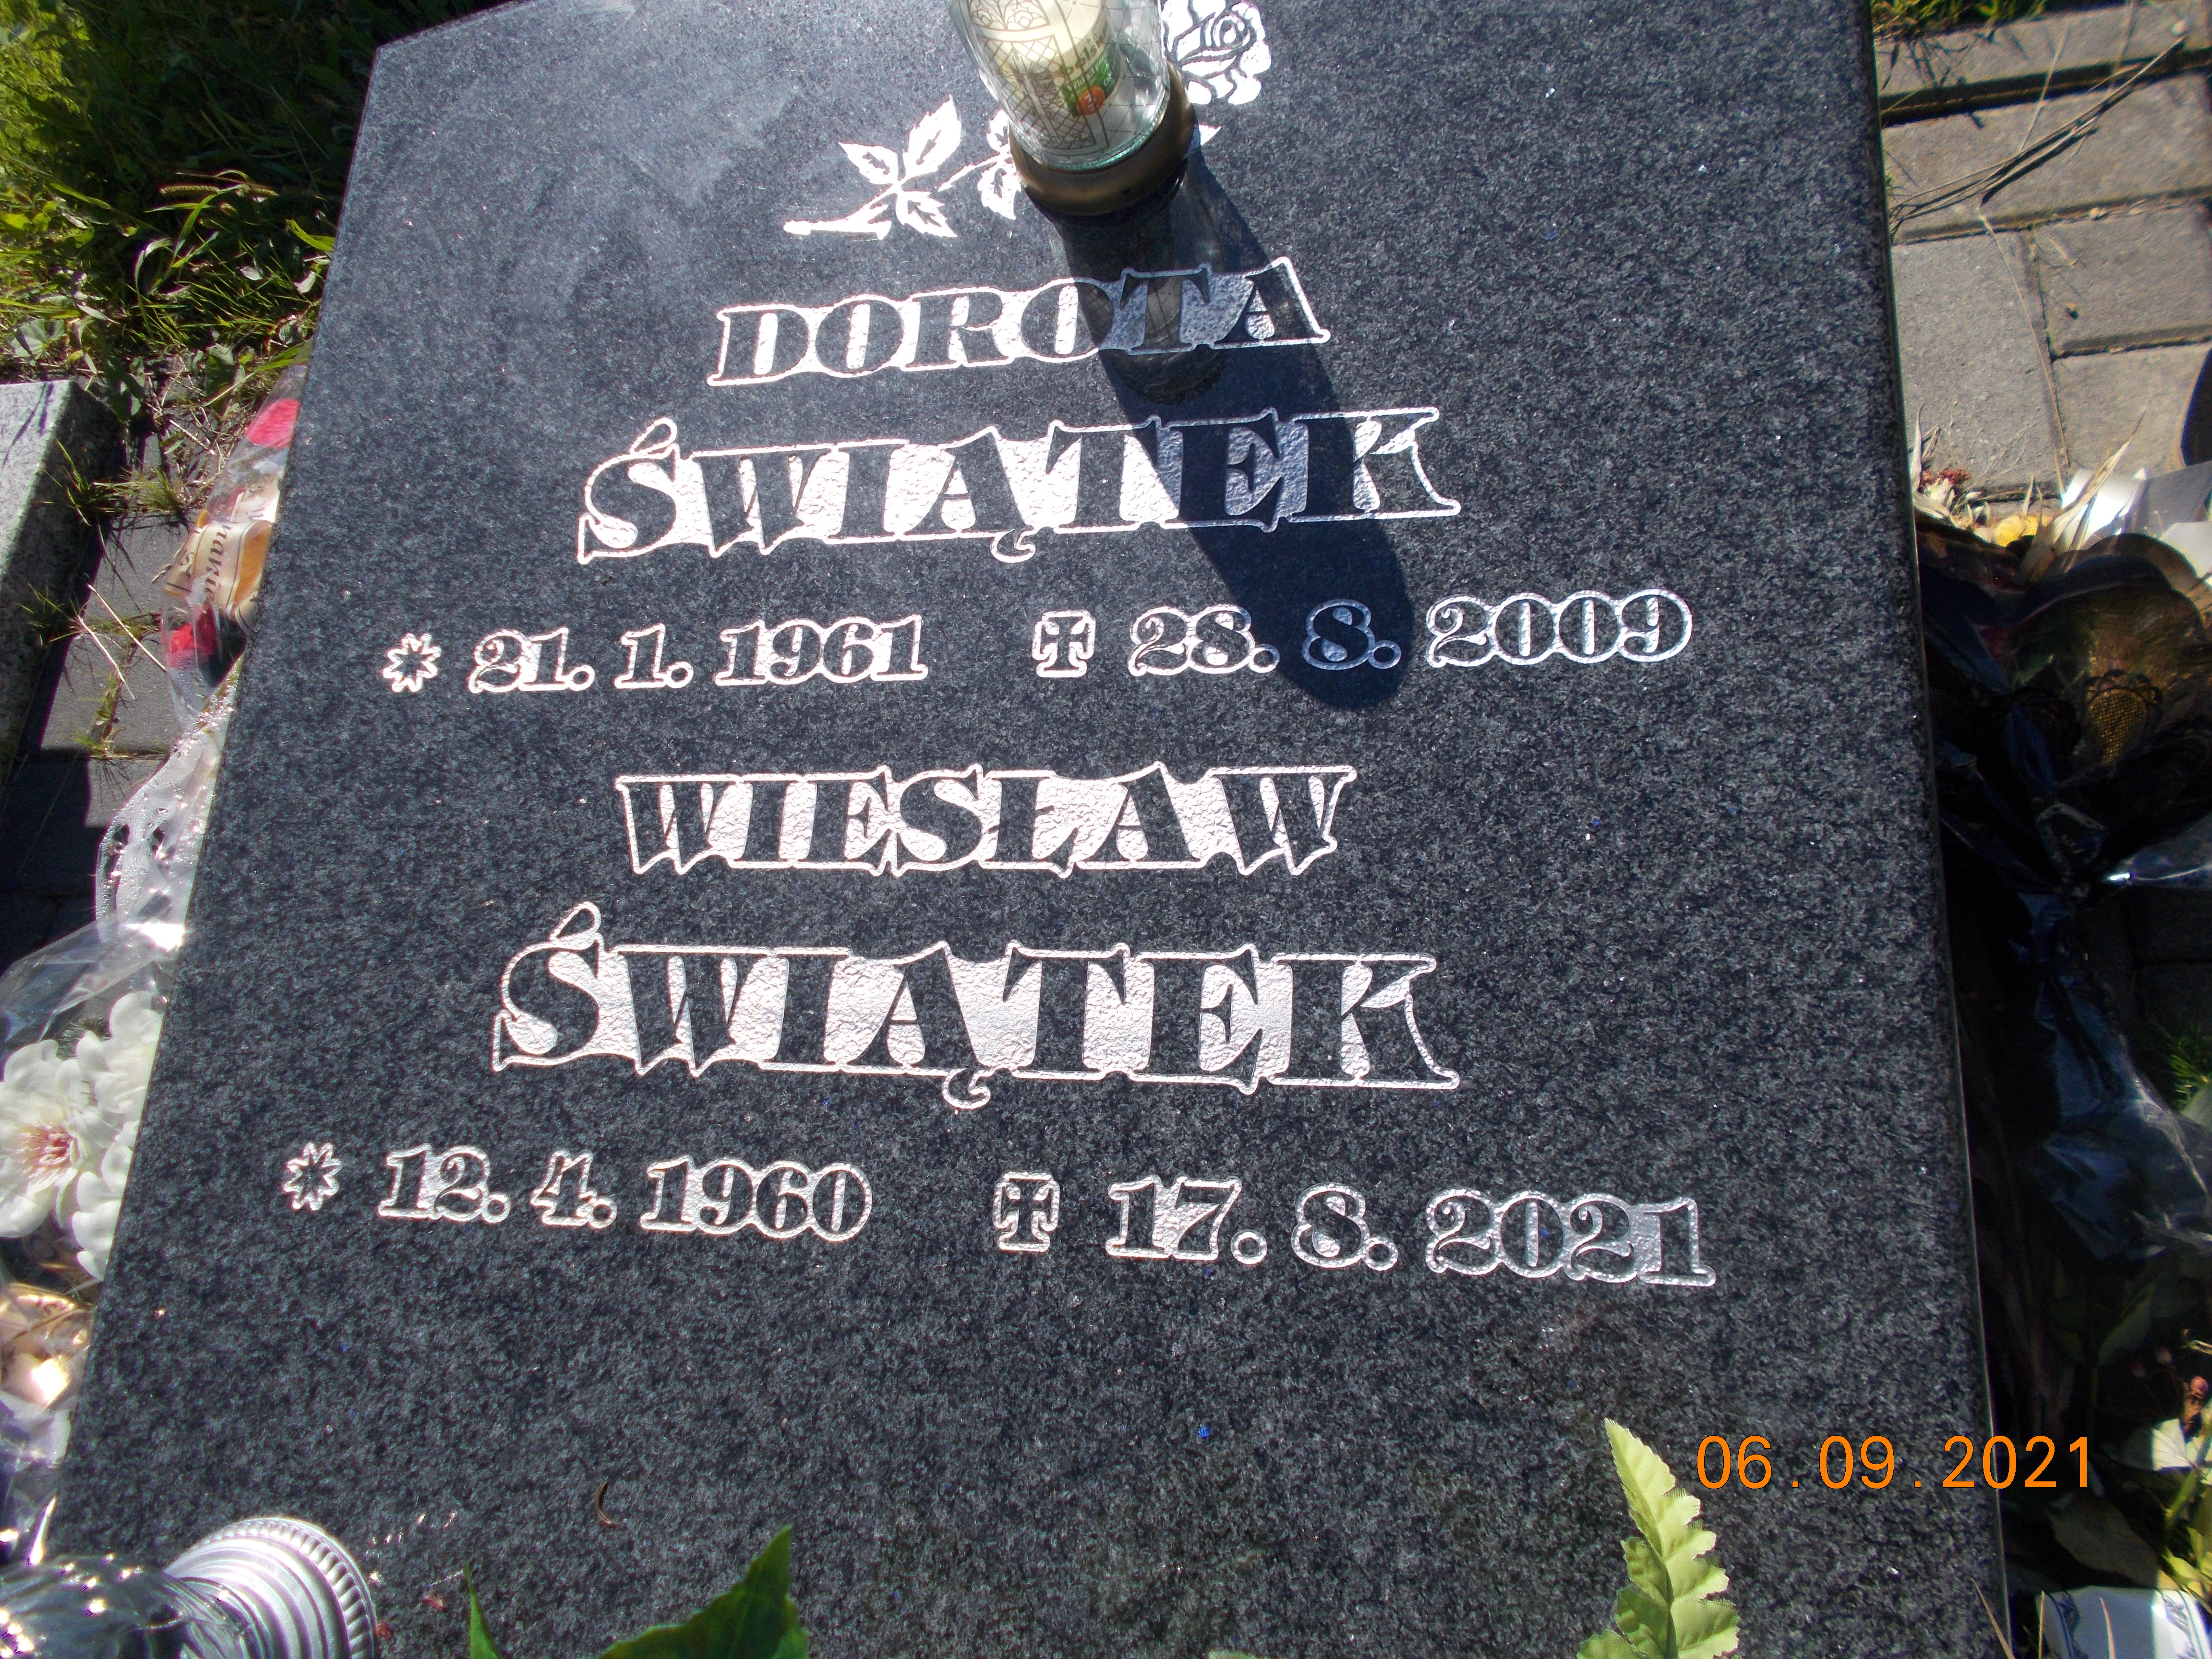 DOROTA
ŚWIĄTEK
* 21. 1. 1961 ✝ 28. 8. 2009
WIESŁAW
ŚWIĄTEK
* 12. 4. 1960 ✝ 17. 8. 2021
06.09.2021